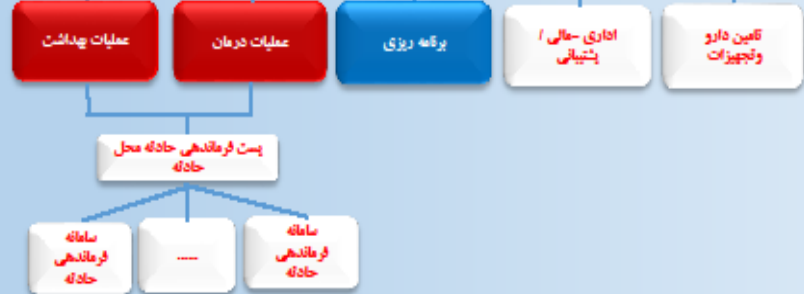 تامین دارو
وتجهیزات
اداری -مالی /
پشتیبانی
برنامه ریزی
عملیات درمان
عملیات بهداشت
پست فرماندهی حادثه محل
حادثه
سامانه
فرماندهی
حادثه
.....
سامانه
فرماندهی
حادثه